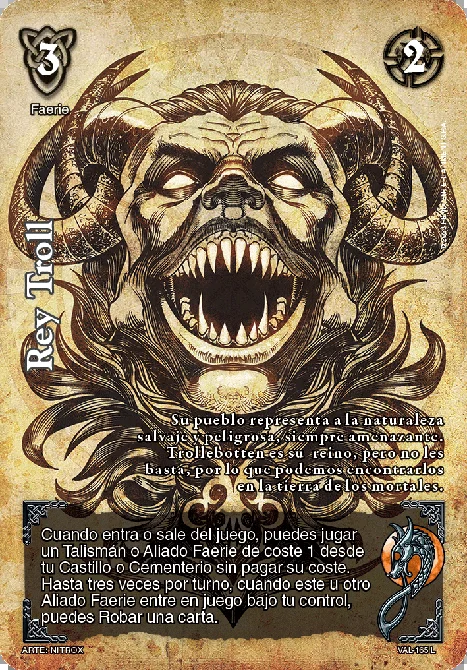 3
2
Faerie
Rey Troll
Su pueblo representa a la naturaleza
salvaje y peligrosa, siempre amenazante.
Trollebotten es su reino, pero no les
basta, por lo que podemos encontrarlos
en la tierra de los mortales.
Cuando entra o sale del juego, puedes jugar
un Talismán o Aliado Faerie de coste 1 desde
tu Castillo o Cementerio sin pagar su coste.
Hasta tres veces por turno, cuando este u otro
Aliado Faerie entre en juego bajo tu control,
puedes Robar una carta.
ARTE: NITROX
VAL-165 L